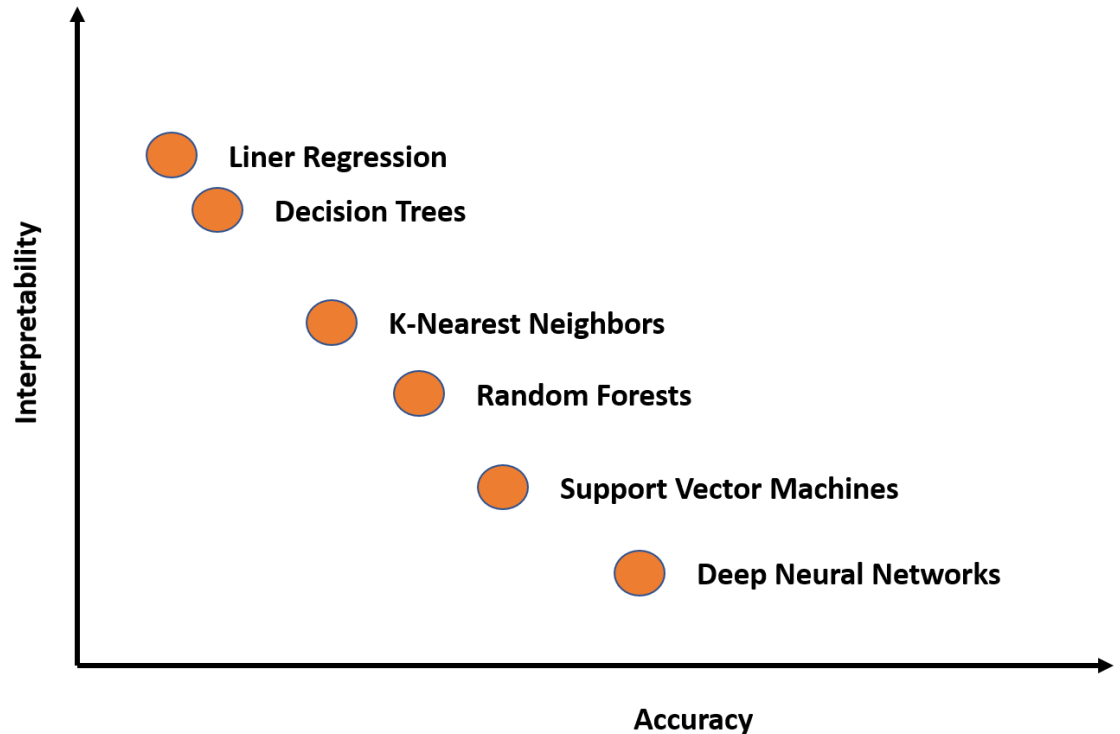 Liner Regression
Decision Trees
Interpretability
K-Nearest Neighbors
Random Forests
Support Vector Machines
Deep Neural Networks
Accuracy